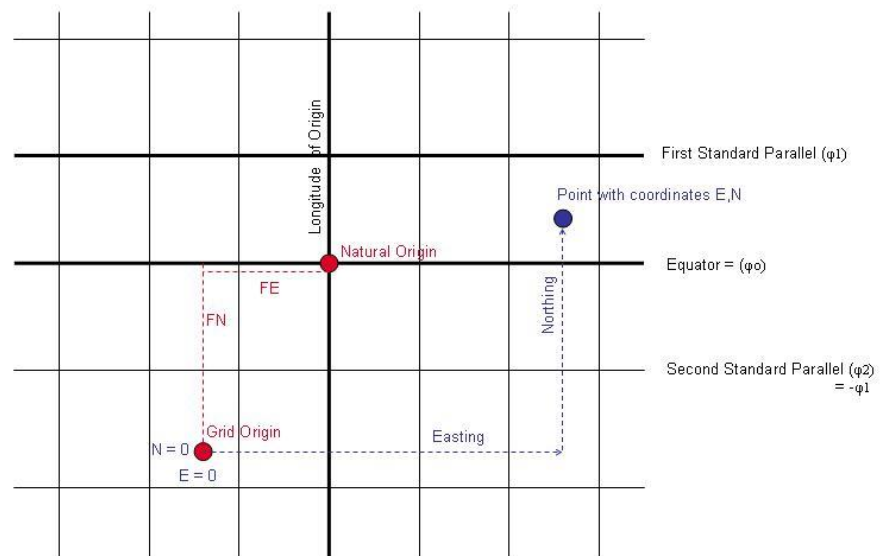 Longitude of Origin
First Standard Parallel (φ1)
Point with coordinates E,N
Natural Origin
Equator = (φo)
FE
Northing
FN
Second Standard Parallel (φ2)
= -φ1
Grid Origin
Easting
N = 0
E = 0